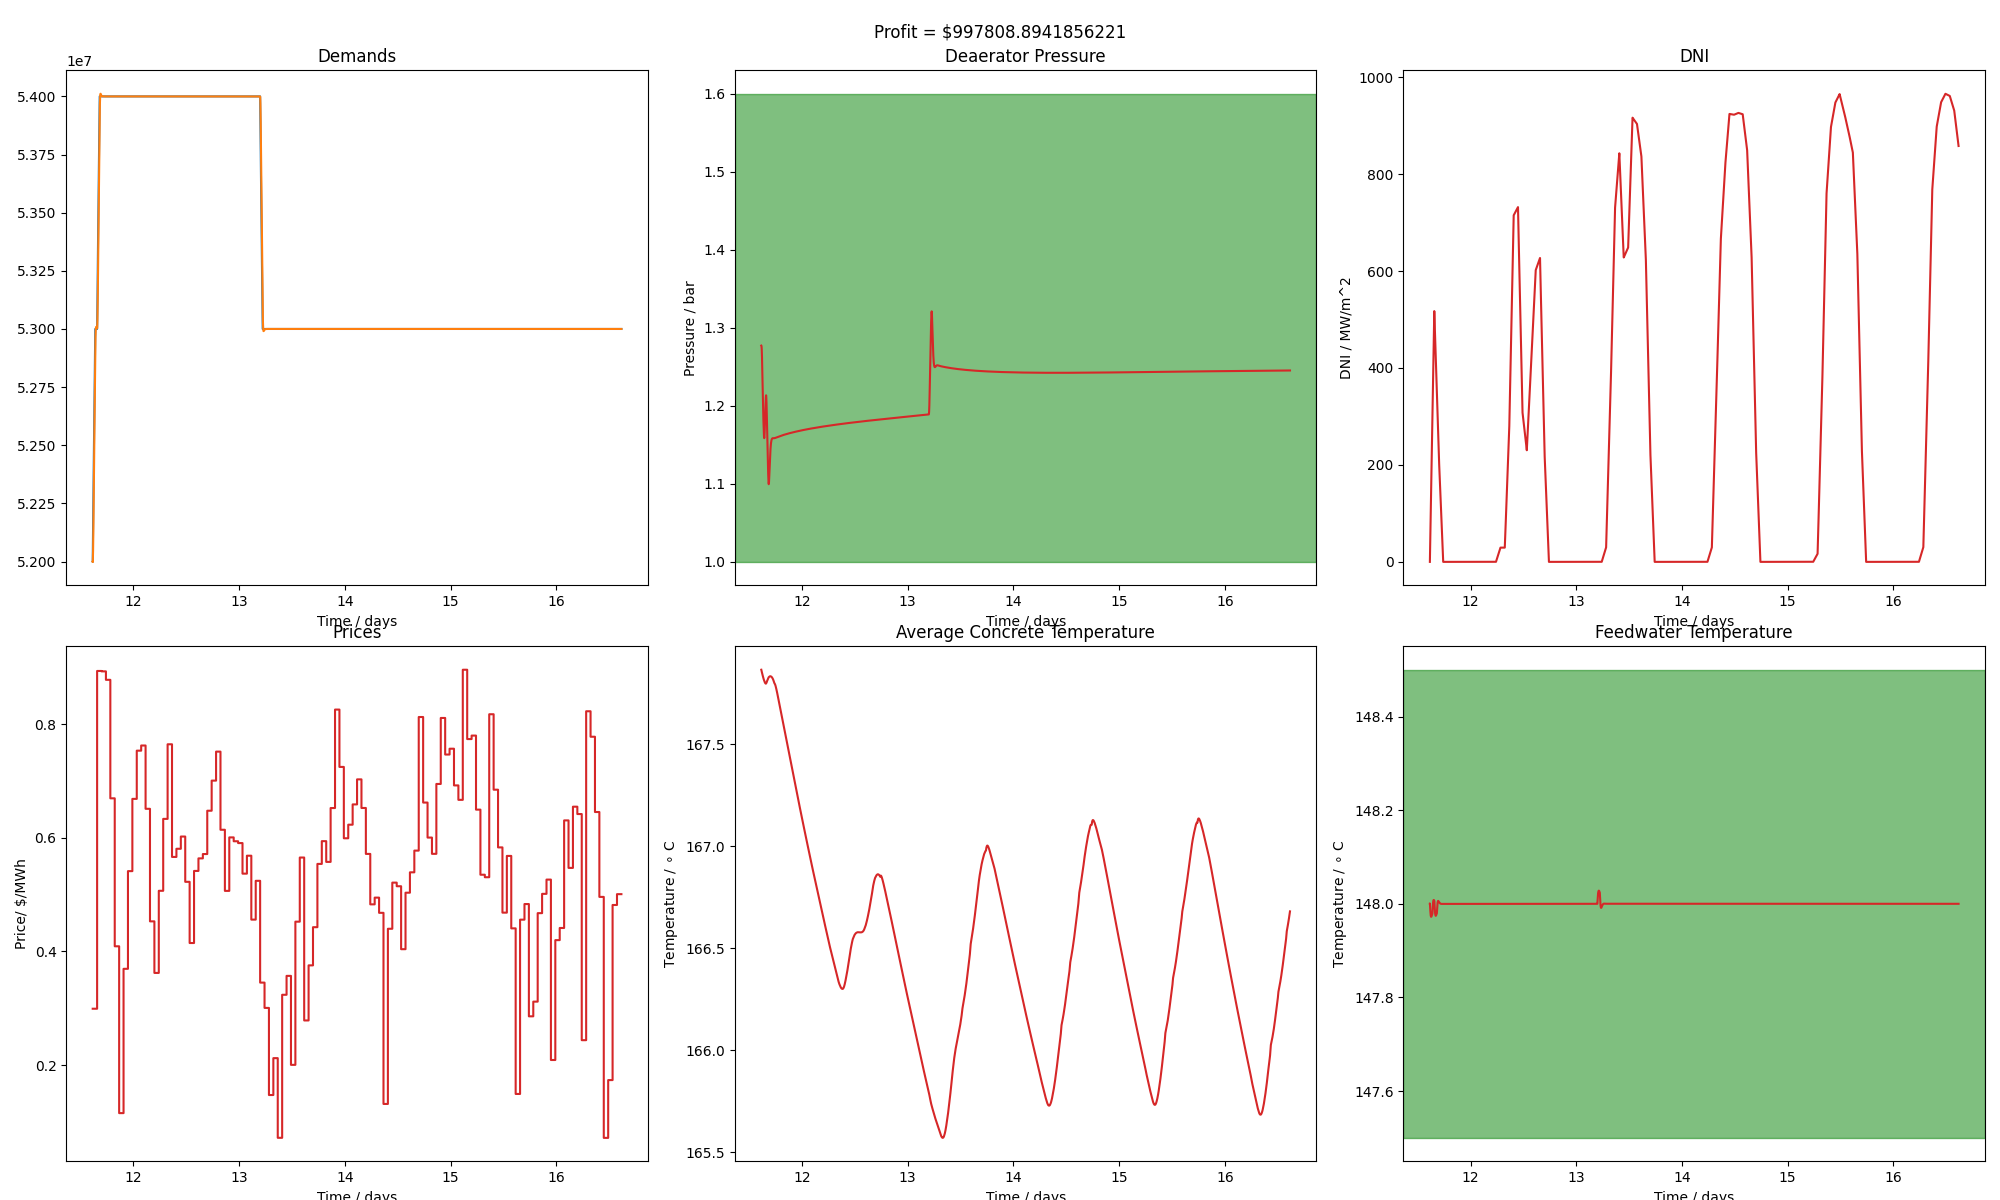 Profit = $997808.8941856221
Demands
1e7
5.400
5.375
5.350
5.325
5.300
5.275
5.250
5.225
5.200
12 13 14 15 16
Time / days
Deaerator Pressure
Pressure / bar
1.6
1.5
1.4
1.3
1.2
1.1
1.0
12 13 14 15 16
Time / days
DNI
DNI / MW/m^2
1000
800
600
400
200
0
12 13 14 15 16
Time / days
Prices
Price/ $/MWh
0.8
0.6
0.4
0.2
12 13 14 15 16
Time / days
Average Concrete Temperature
Temperature / ∘ C
167.5
167.0
166.5
166.0
165.5
12 13 14 15 16
Time / days
Feedwater Temperature
Temperature / ∘ C
148.4
148.2
148.0
147.8
147.6
12 13 14 15 16
Time / days